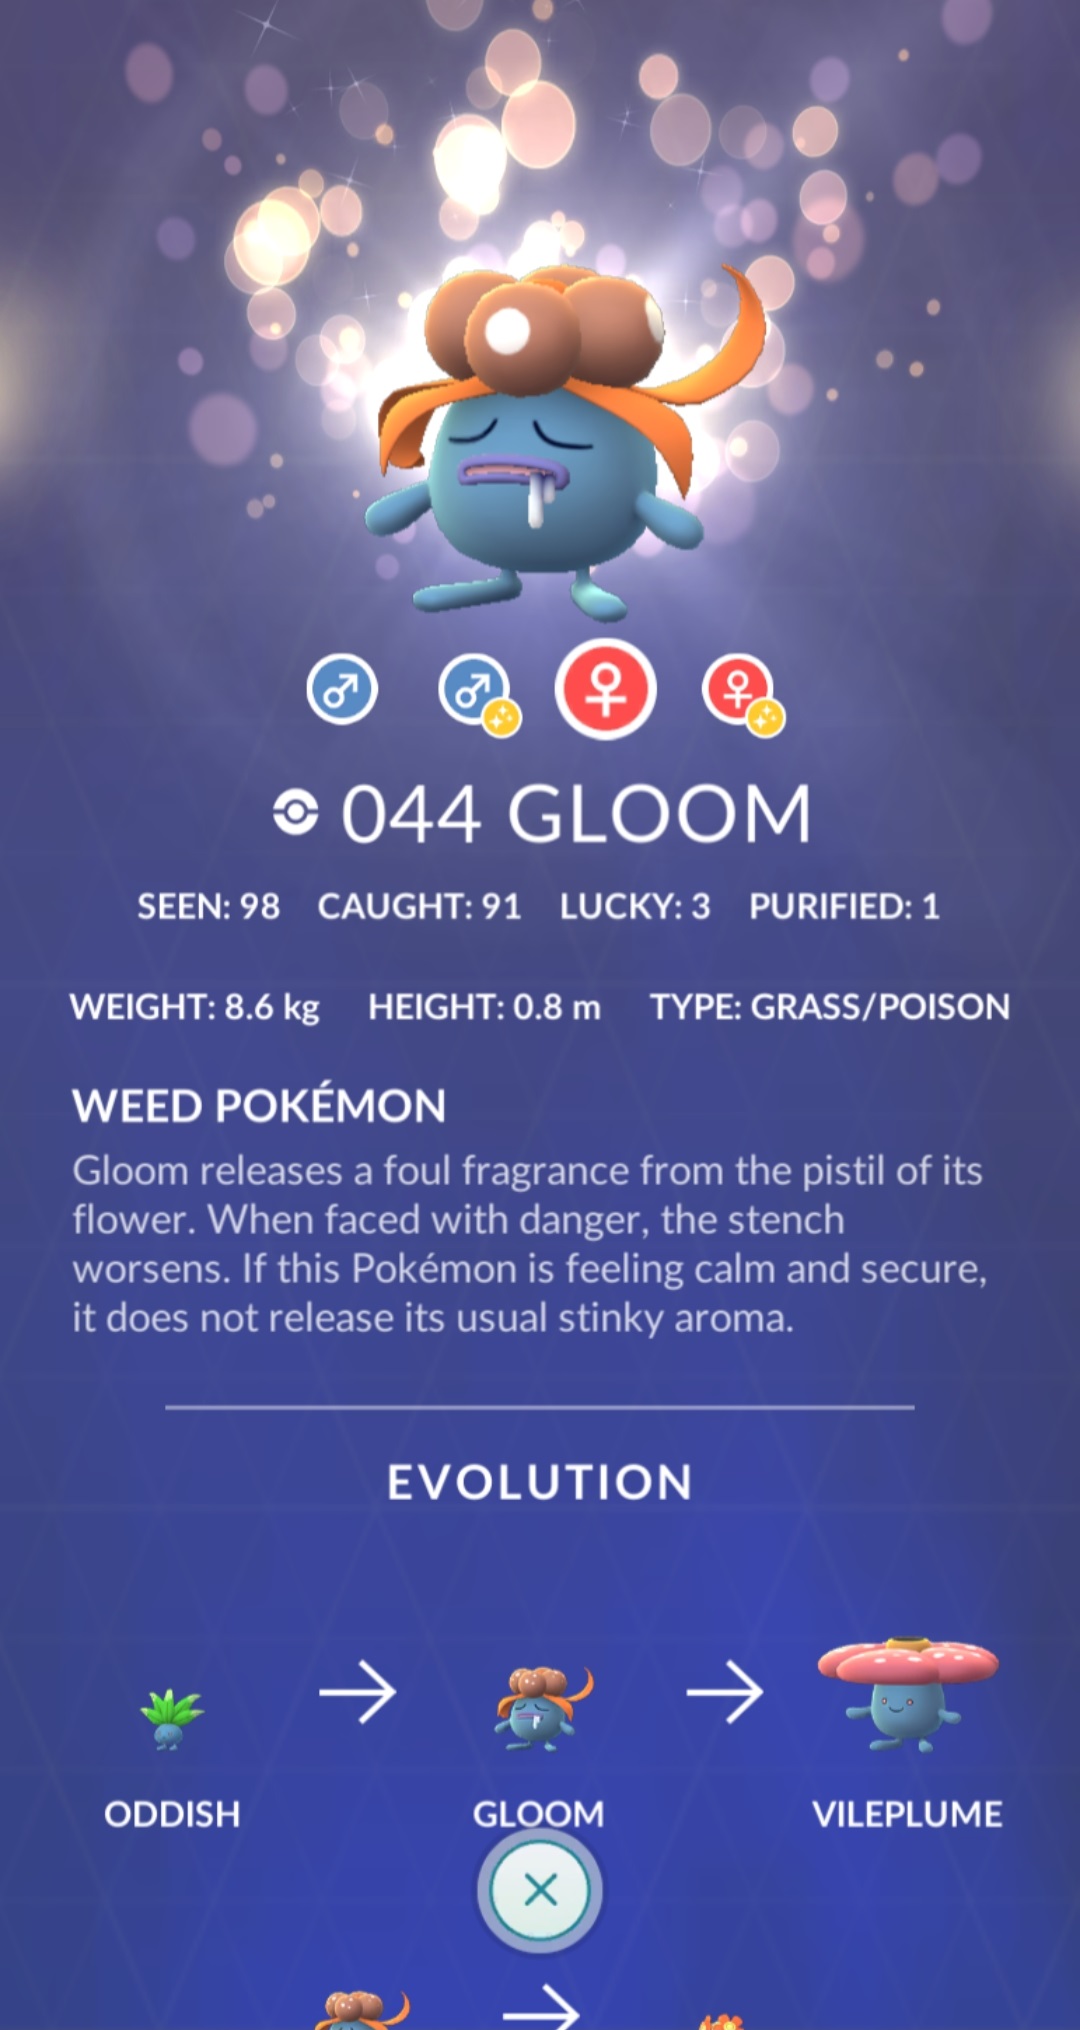 044 GLOOM
SEEN: 98 CAUGHT: 91 LUCKY: 3 PURIFIED: 1
WEIGHT: 8.6 kg HEIGHT: 0.8 m TYPE: GRASS/POISON
WEED POKÉMON
Gloom releases a foul fragrance from the pistil of its
flower. When faced with danger, the stench
worsens. If this Pokémon is feeling calm and secure,
it does not release its usual stinky aroma.
EVOLUTION
ODDISH GLOOM VILEPLUME